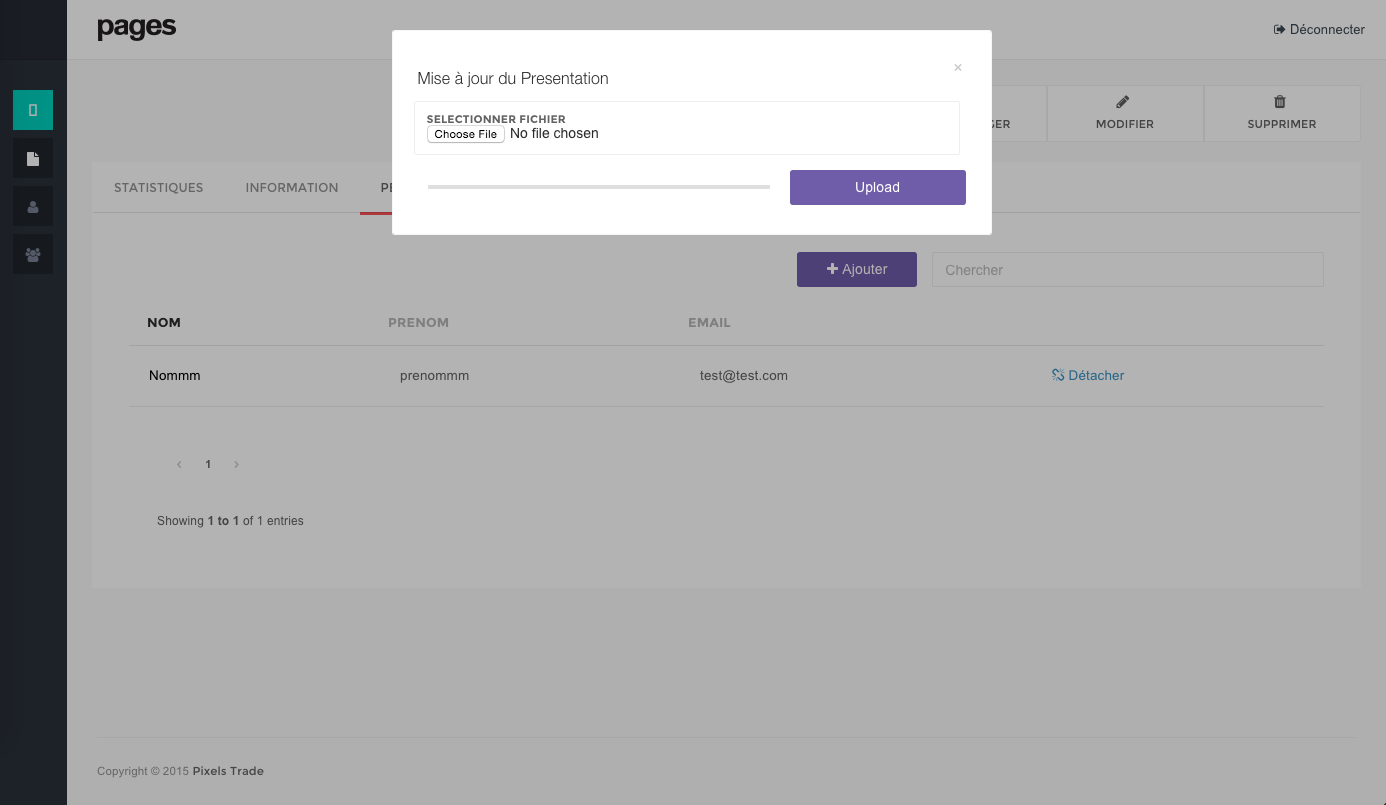 pages
Déconnecter
×
Mise à jour du Presentation
SELECTIONNER FICHIER
Choose File No file chosen
Upload
MODIFIER
SUPPRIMER
STATISTIQUES
INFORMATION
Ajouter
Chercher
NOM PRENOM EMAIL
Nommm prenommm test@test.com Détacher
‹ 1 ›
Showing 1 to 1 of 1 entries
Copyright © 2015 Pixels Trade